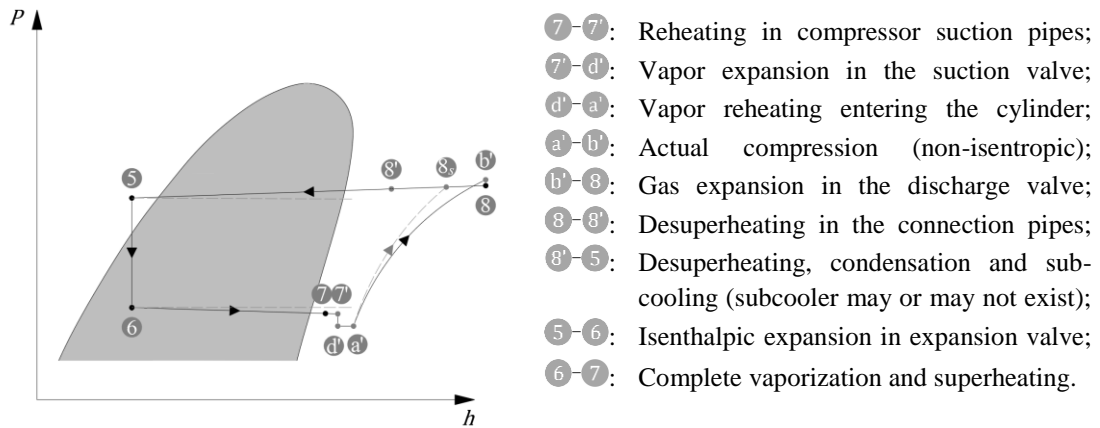 P
5
8'
8s
b'
8
7 7'
6
d' a'
h
7-7': Reheating in compressor suction pipes;
7'-d': Vapor expansion in the suction valve;
d'-a': Vapor reheating entering the cylinder;
a'-b': Actual compression (non-isentropic);
b'-8: Gas expansion in the discharge valve;
8-8': Desuperheating in the connection pipes;
8'-5: Desuperheating, condensation and sub-
cooling (subcooler may or may not exist);
5-6: Isenthalpic expansion in expansion valve;
6-7: Complete vaporization and superheating.